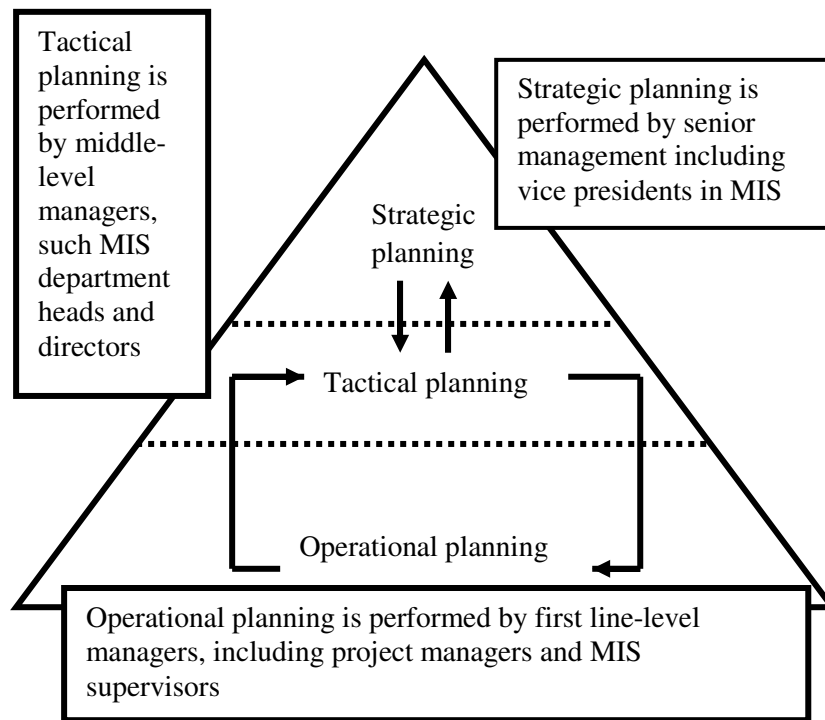 Tactical
planning is
performed
by middle-
level
managers,
such MIS
department
heads and
directors
Strategic planning is
performed by senior
management including
vice presidents in MIS
Strategic
planning
Tactical planning
Operational planning
Operational planning is performed by first line-level
managers, including project managers and MIS
supervisors